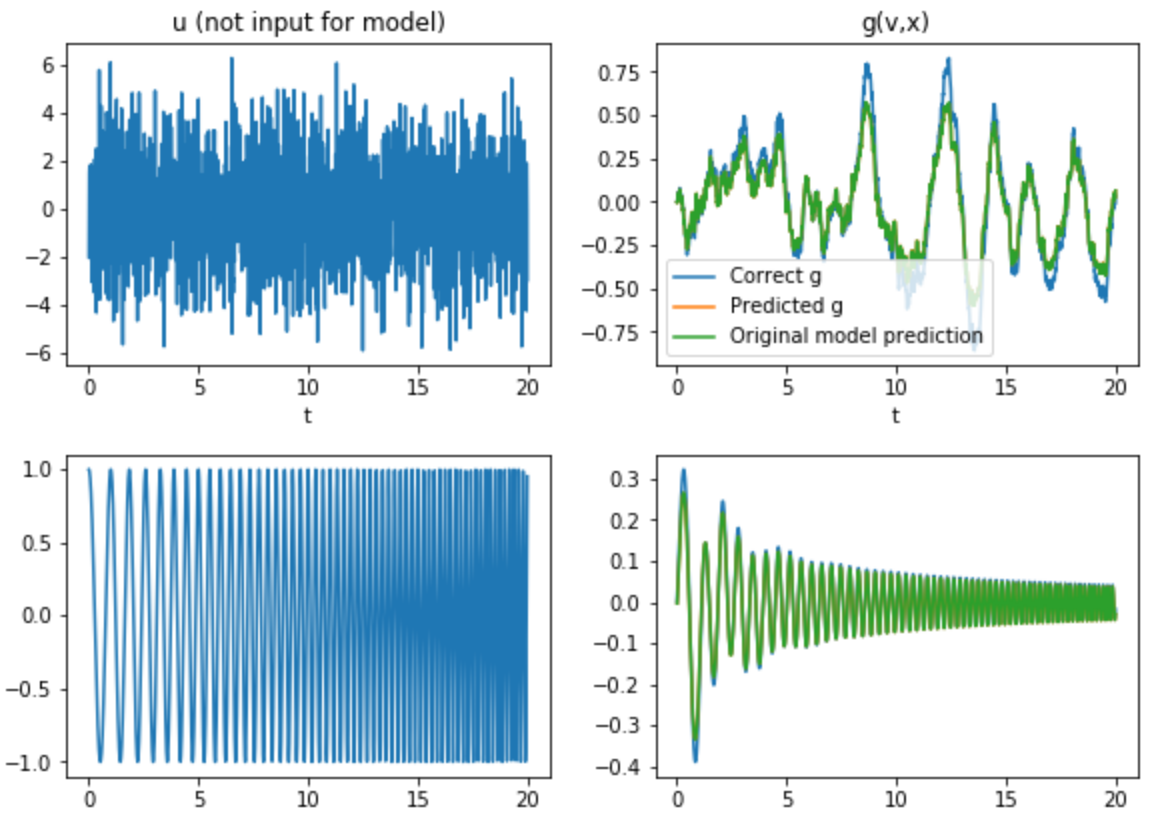 u (not input for model)
6
4
2
0
−2
−4
−6
0 5 10 15 20
t
g(v,x)
0.75
0.50
0.25
0.00
−0.25
−0.50
−0.75
Correct g
Predicted g
Original model prediction
0 5 10 15 20
t
1.0
0.5
0.0
−0.5
−1.0
0 5 10 15 20
0.3
0.2
0.1
0.0
−0.1
−0.2
−0.3
−0.4
0 5 10 15 20